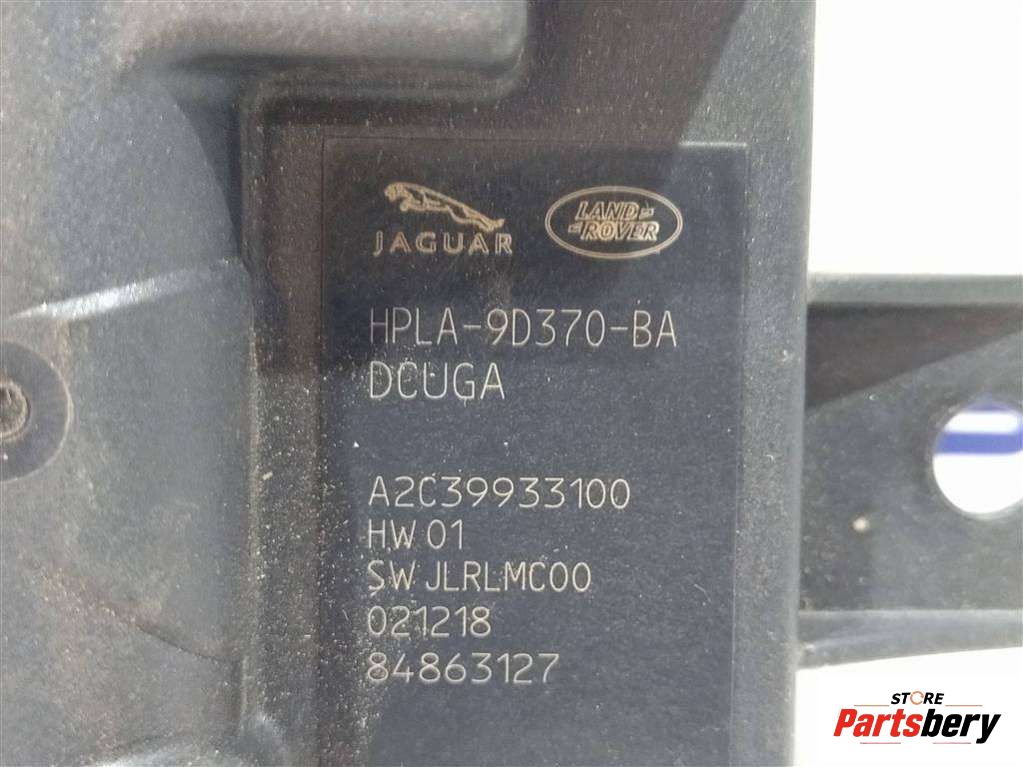 JAGUAR
LAND
ROVER
HPLA-9D370-BA
DCUGA
A2C39933100
HW 01
SW JLRLMC00
021218
84863127
STORE
Partsbery